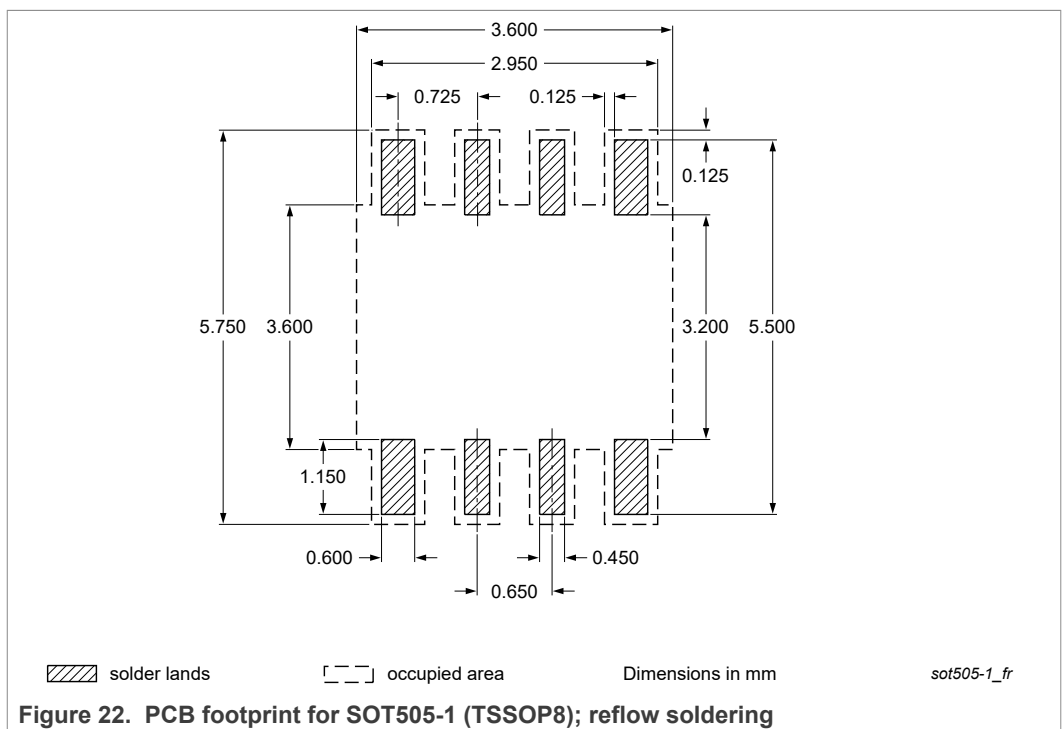 3.600
2.950
0.725
0.125
0.125
5.750
3.600
3.200
5.500
1.150
0.600
0.450
0.650
solder lands
occupied area
Dimensions in mm
sot505-1_fr
Figure 22. PCB footprint for SOT505-1 (TSSOP8); reflow soldering